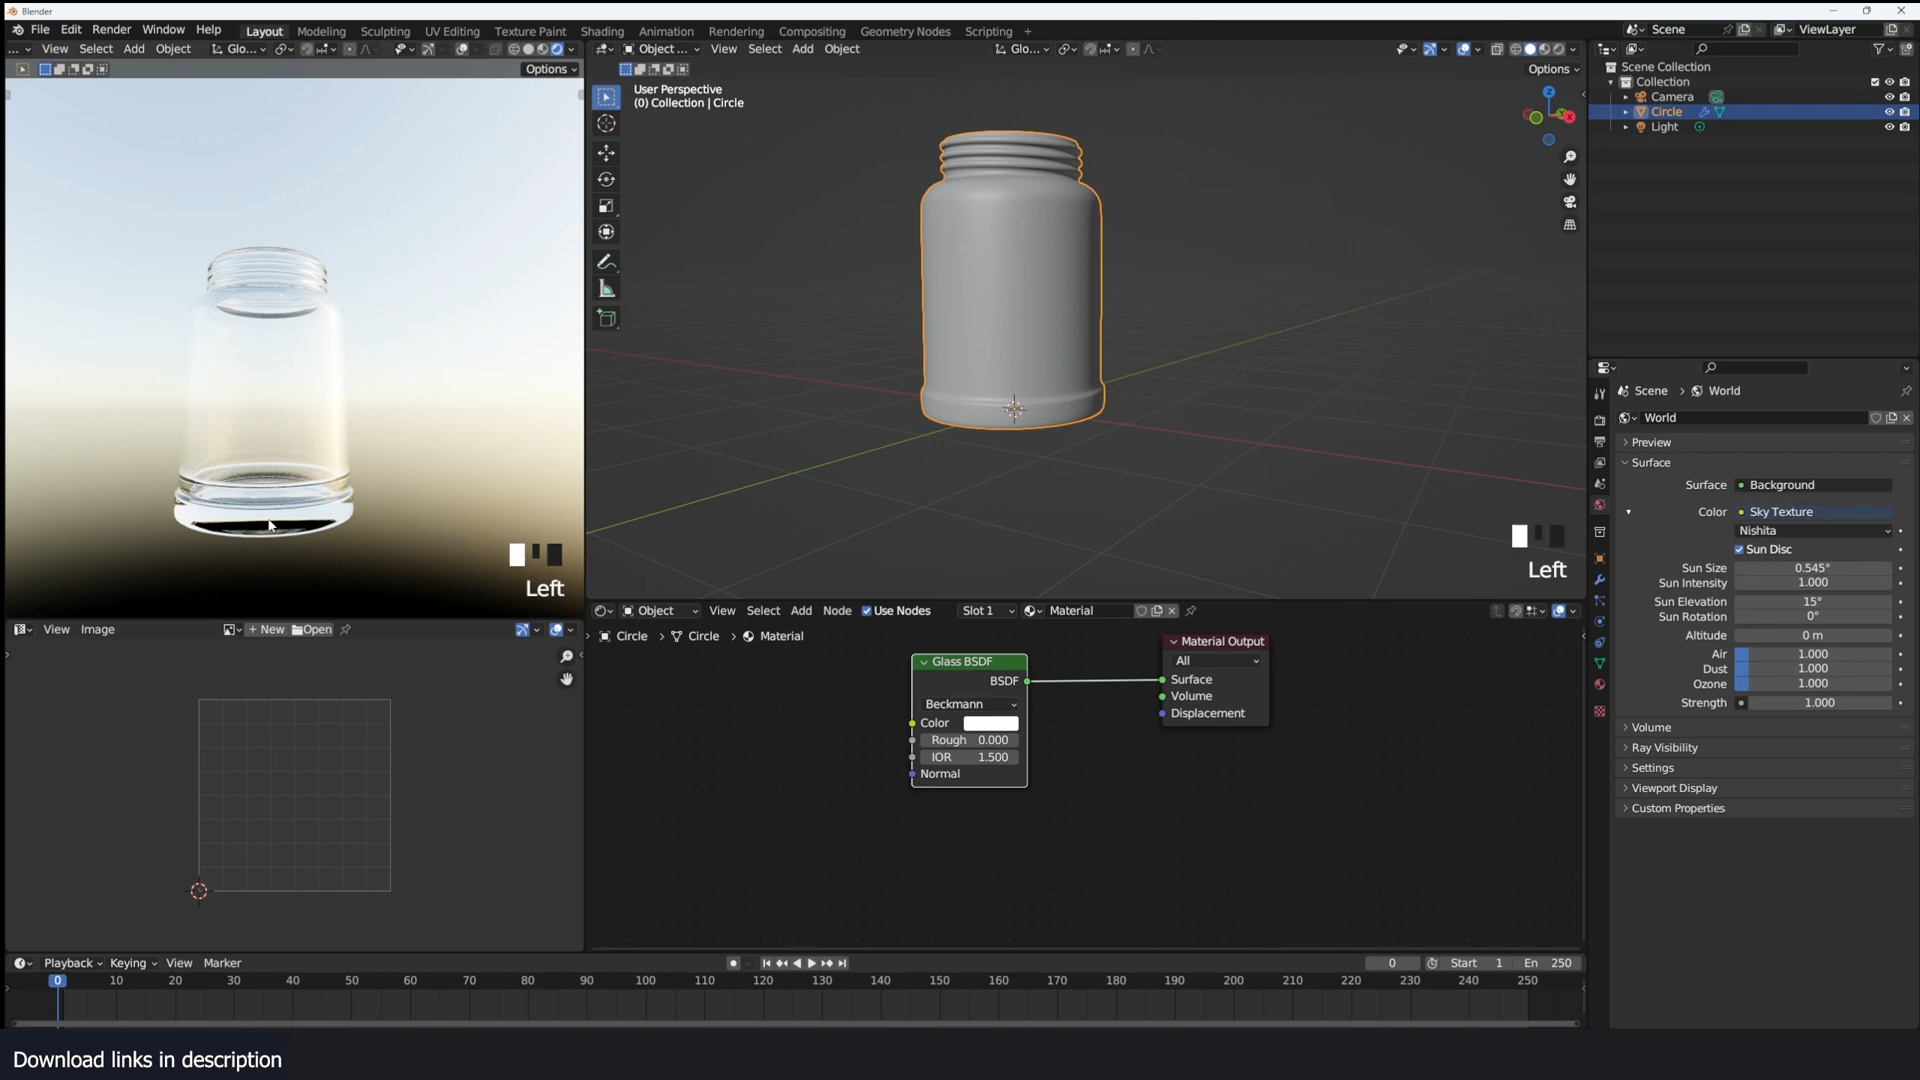 Blender
File Edit Render Window Help Layout Modeling Sculpting UV Editing Texture Paint Shading Animation Rendering Compositing Geometry Nodes Scripting + Scene ViewLayer
... View Select Add Object Glo...
Object ... View Select Add Object Glo...
Options
Options
User Perspective
(0) Collection | Circle
Z
X
Scene Collection
Collection
Camera
Circle
Light
Scene > World
World
Preview
Surface
Surface Background
Color Sky Texture
Nishita
Sun Disc
Sun Size 0.545°
Sun Intensity 1.000
Sun Elevation 15°
Sun Rotation 0°
Altitude 0 m
Air 1.000
Dust 1.000
Ozone 1.000
Strength 1.000
Volume
Ray Visibility
Settings
Viewport Display
Custom Properties
Left
Left
View Image + New Open
Object View Select Add Node Use Nodes Slot 1 Material
Circle > Circle > Material
Glass BSDF
BSDF
Beckmann
Color
Rough 0.000
IOR 1.500
Normal
Material Output
All
Surface
Volume
Displacement
Playback Keying View Marker 0 Start 1 En 250
0 10 20 30 40 50 60 70 80 90 100 110 120 130 140 150 160 170 180 190 200 210 220 230 240 250
Download links in description